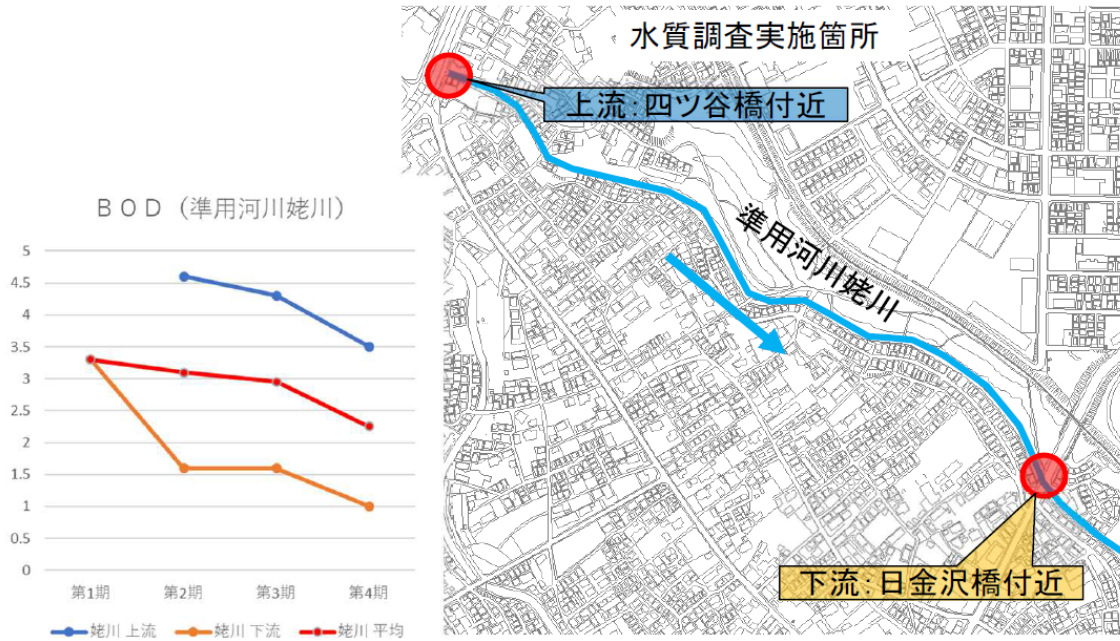 BOD（準用河川姥川）
5
4.5
4
3.5
3
2.5
2
1.5
1
0.5
0
第1期
第2期
第3期
第4期
姥川 上流
姥川 下流
姥川 平均
水質調査実施箇所
上流：四ツ谷橋付近
準用河川姥川
下流：日金沢橋付近